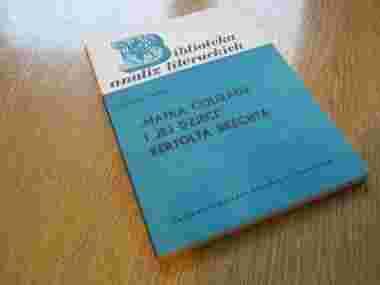 Biblioteka
analiz literackich
MATKA COURAGE
I JEJ DZIECI
BERTOLTA BRECHTA